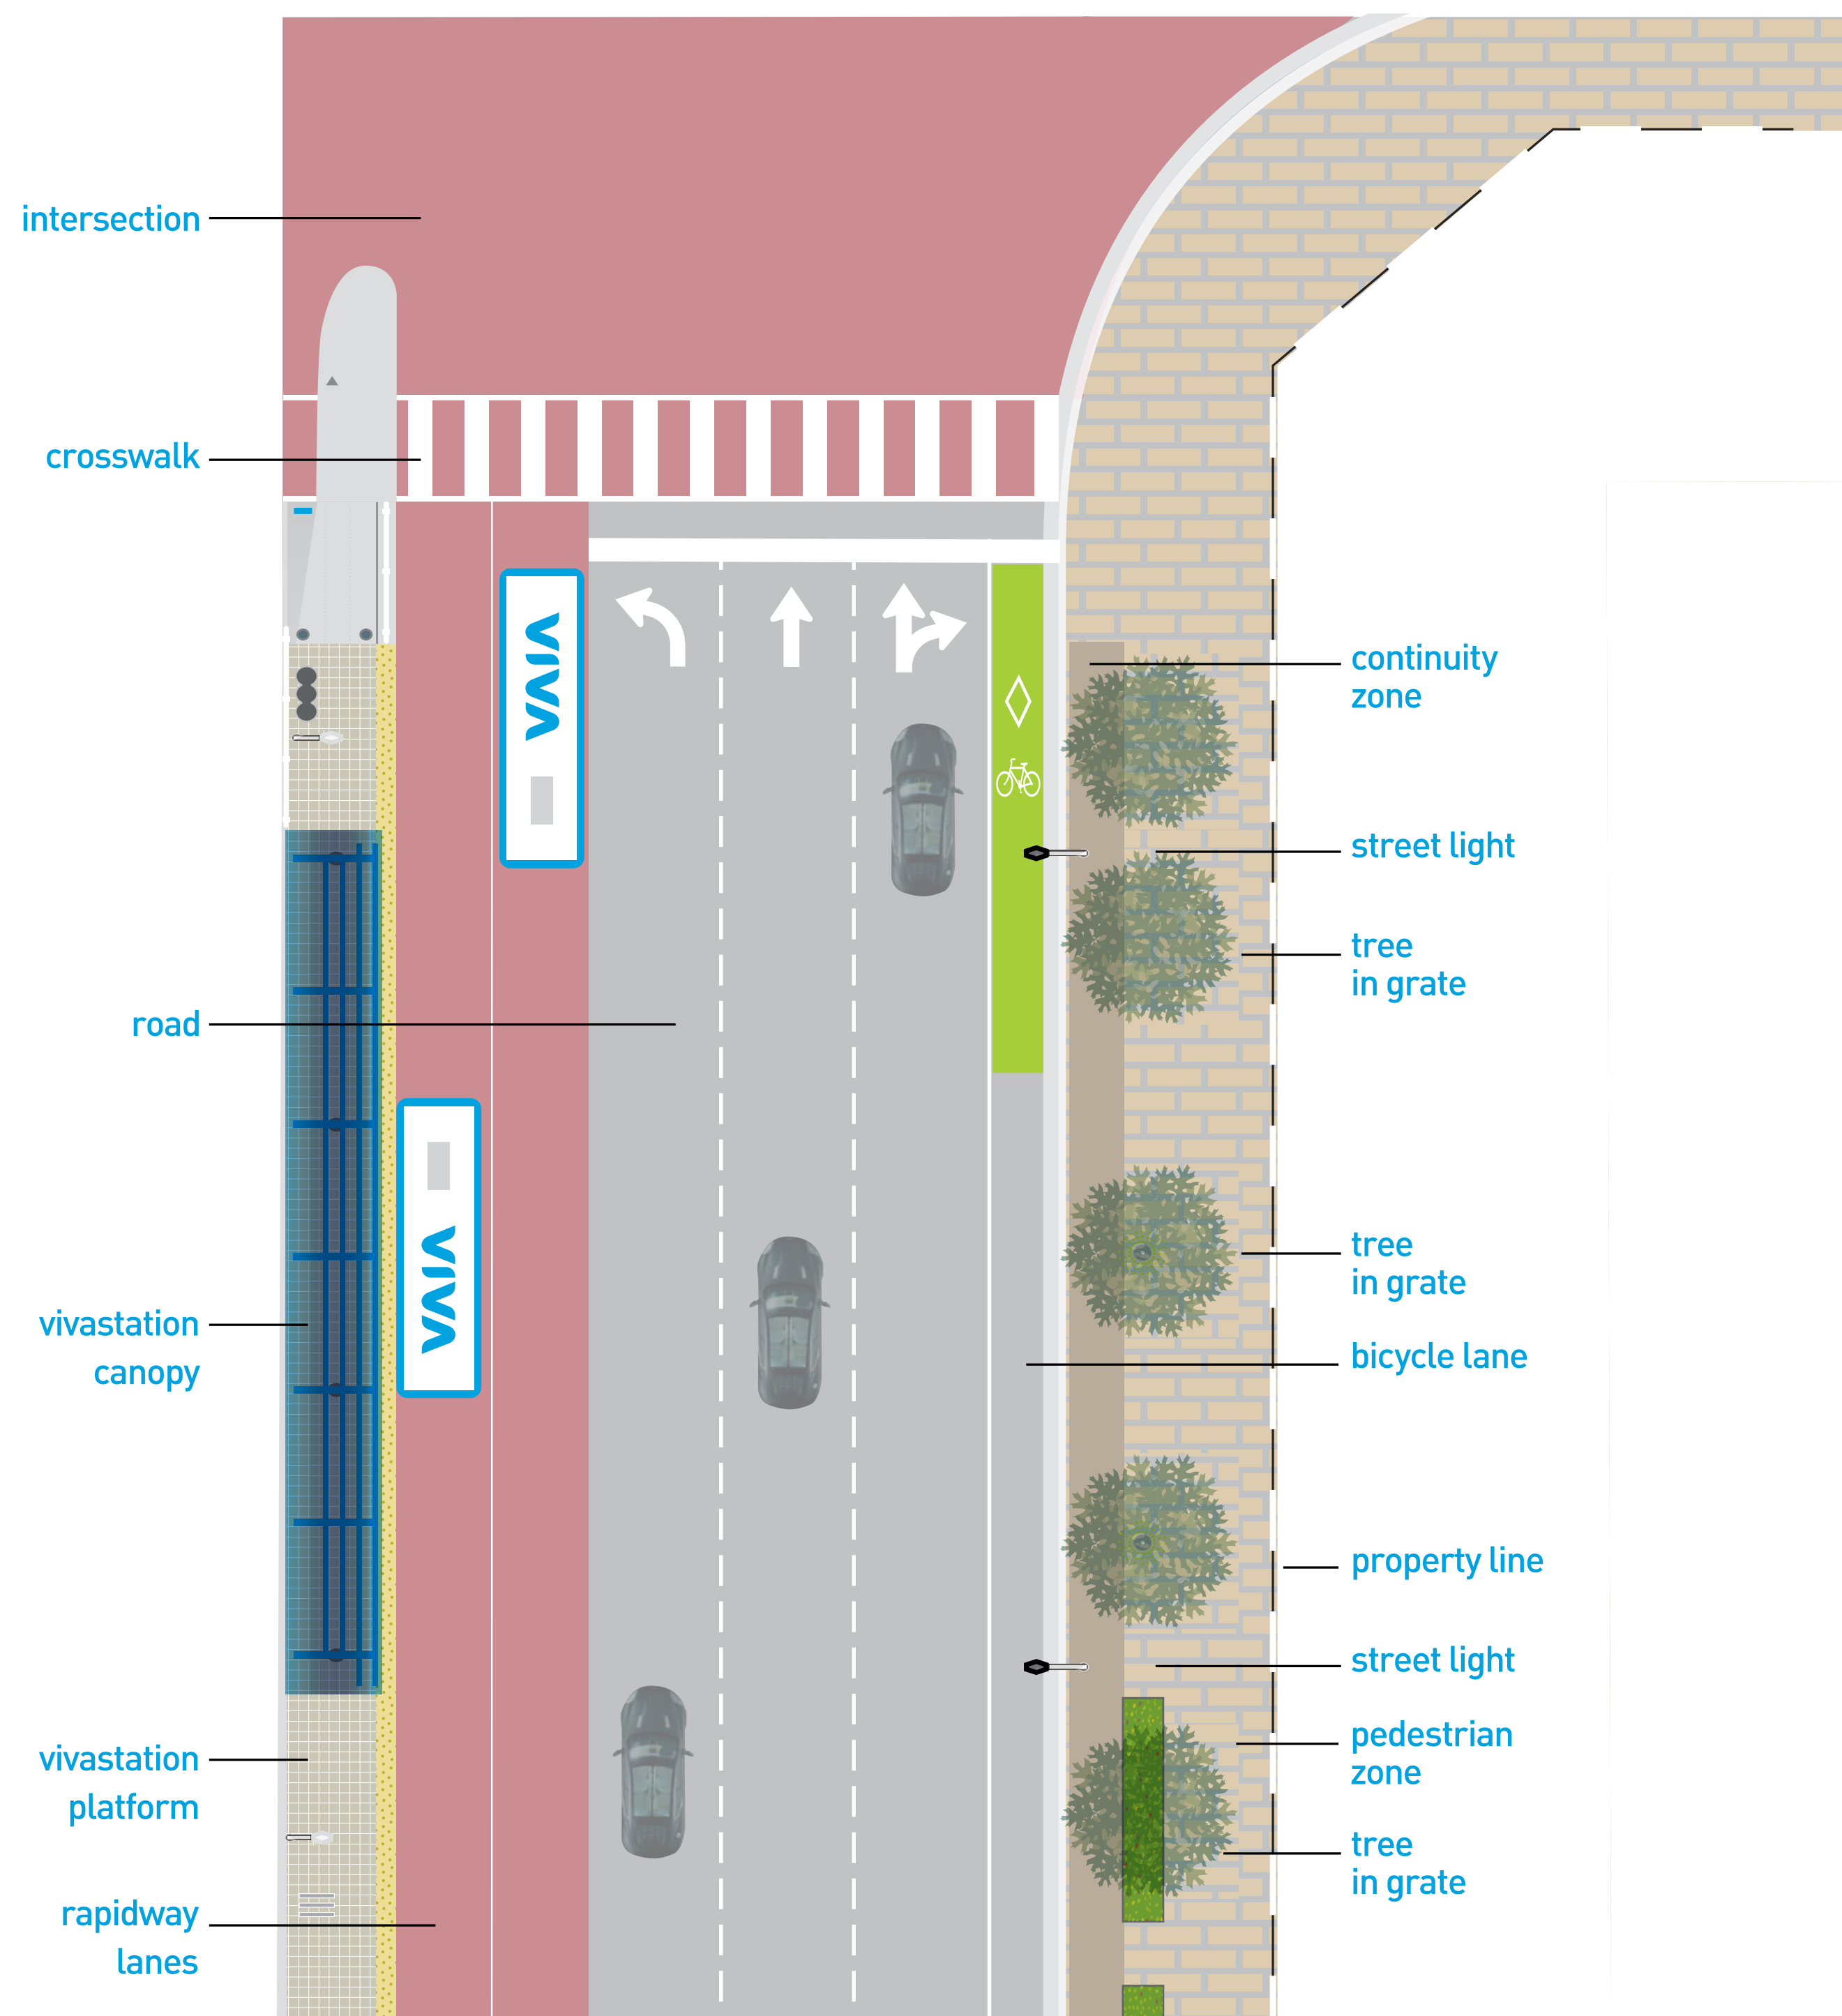 intersection
crosswalk
road
vivastation
canopy
vivastation
platform
rapidway
lanes
VIVA
VIVA
continuity
zone
street light
tree
in grate
tree
in grate
bicycle lane
property line
street light
pedestrian
zone
tree
in grate